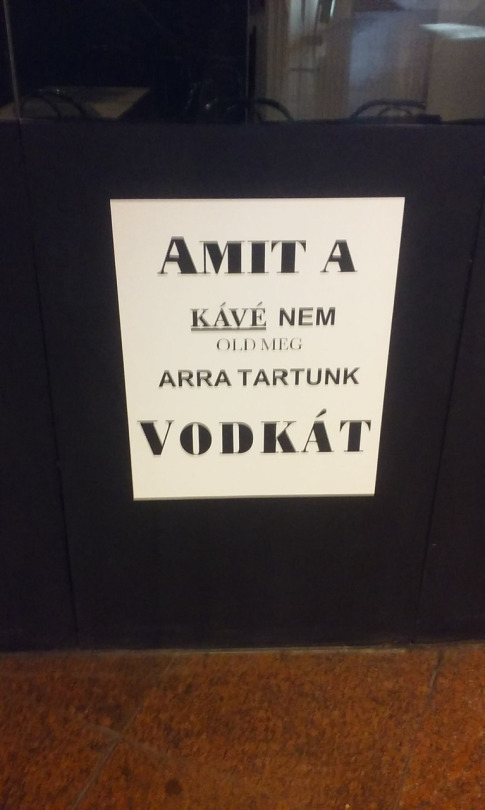 AMIT A
KÁVÉ NEM
OLD MEG
ARRA TARTUNK
VODKÁT